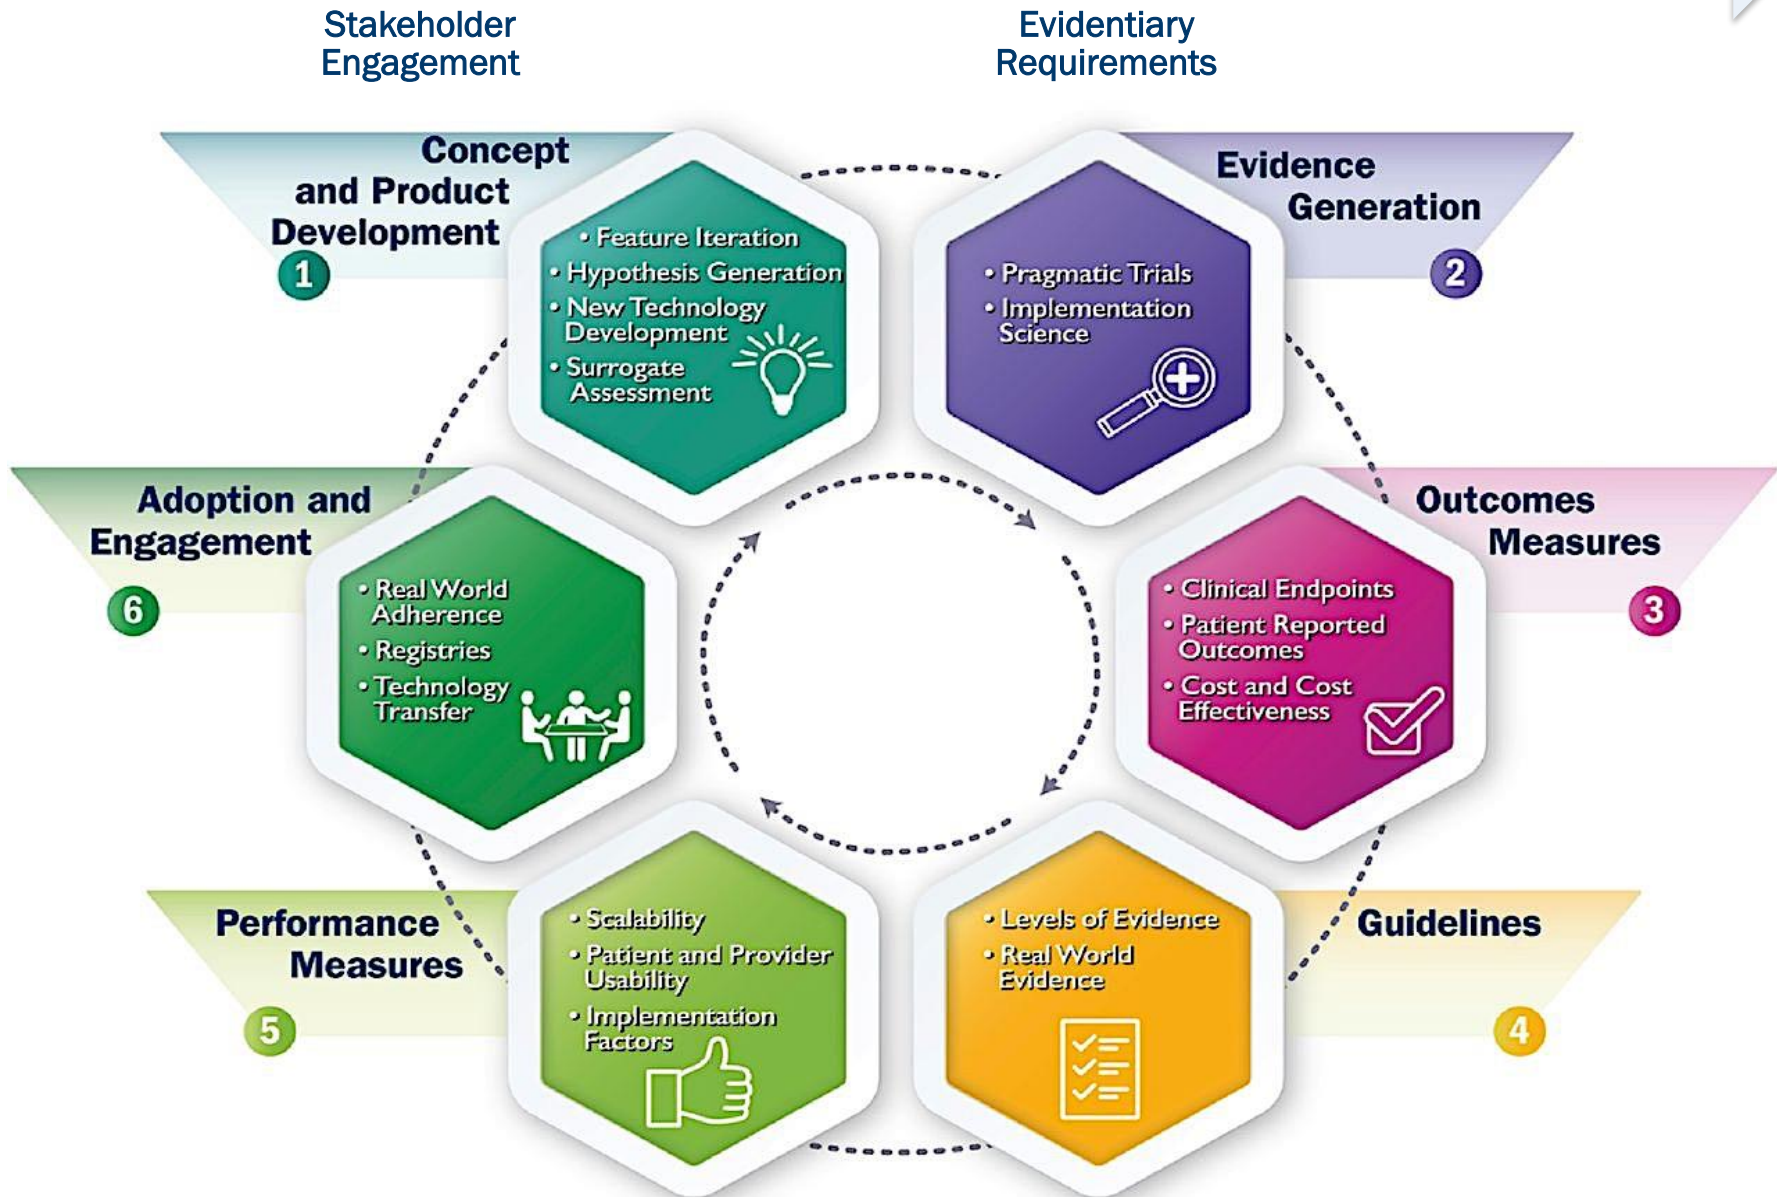 Stakeholder
Engagement
Evidentiary
Requirements
Concept
and Product
Development
1
• Feature Iteration
• Hypothesis Generation
• New Technology
Development
• Surrogate
Assessment
Evidence
Generation
2
• Pragmatic Trials
• Implementation
Science
Outcomes
Measures
3
• Clinical Endpoints
• Patient Reported
Outcomes
• Cost and Cost
Effectiveness
Guidelines
4
• Levels of Evidence
• Real World
Evidence
Performance
Measures
5
• Scalability
• Patient and Provider
Usability
• Implementation
Factors
Adoption and
Engagement
6
• Real World
Adherence
• Registries
• Technology
Transfer